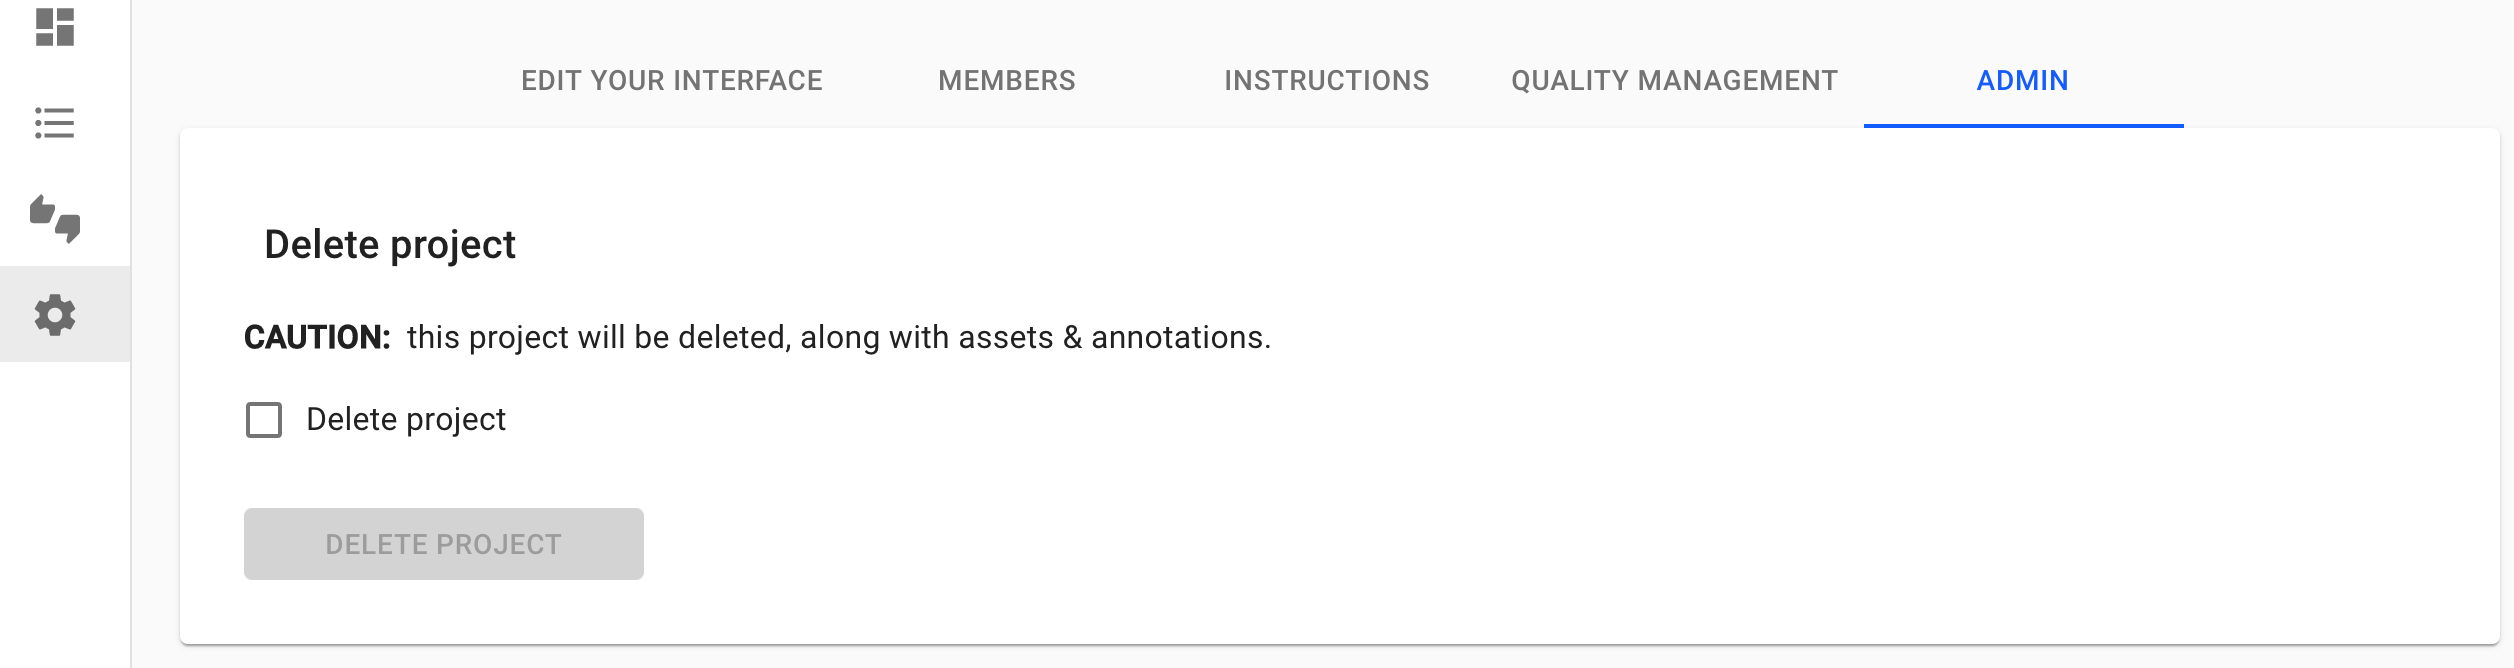 EDIT YOUR INTERFACE MEMBERS INSTRUCTIONS QUALITY MANAGEMENT ADMIN
Delete project
CAUTION: this project will be deleted, along with assets & annotations.
Delete project
DELETE PROJECT